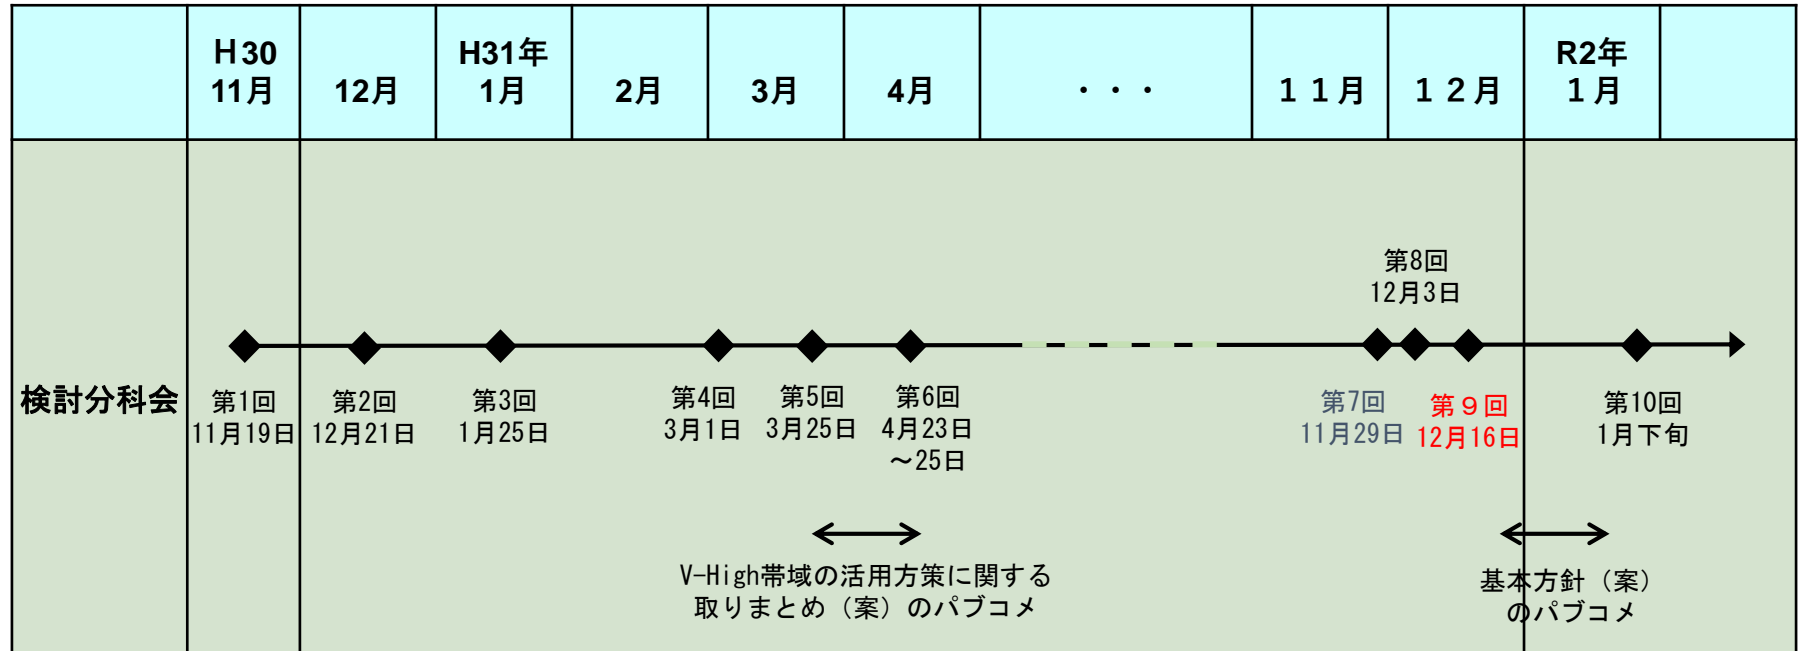 Ｈ30
11月
12月
H31年
1月
2月
3月
4月
・・・
１１月
１２月
R2年
１月
検討分科会
第1回
11月19日
第2回
12月21日
第3回
1月25日
第4回
3月1日
第5回
3月25日
第6回
4月23日
～25日
第7回
11月29日
第8回
12月3日
第９回
12月16日
第10回
1月下旬
V-High帯域の活用方策に関する
取りまとめ（案）のパブコメ
基本方針（案）
のパブコメ